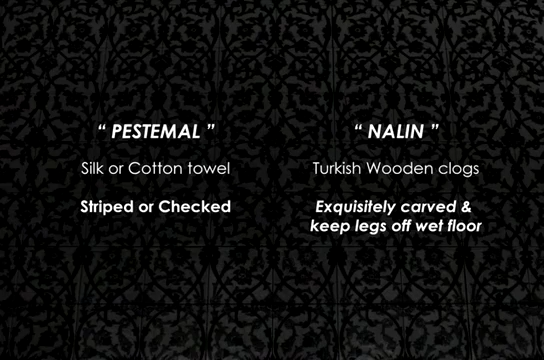 “ PESTEMAL ”
Silk or Cotton towel
Striped or Checked
“ NALIN ”
Turkish Wooden clogs
Exquisitely carved &
keep legs off wet floor